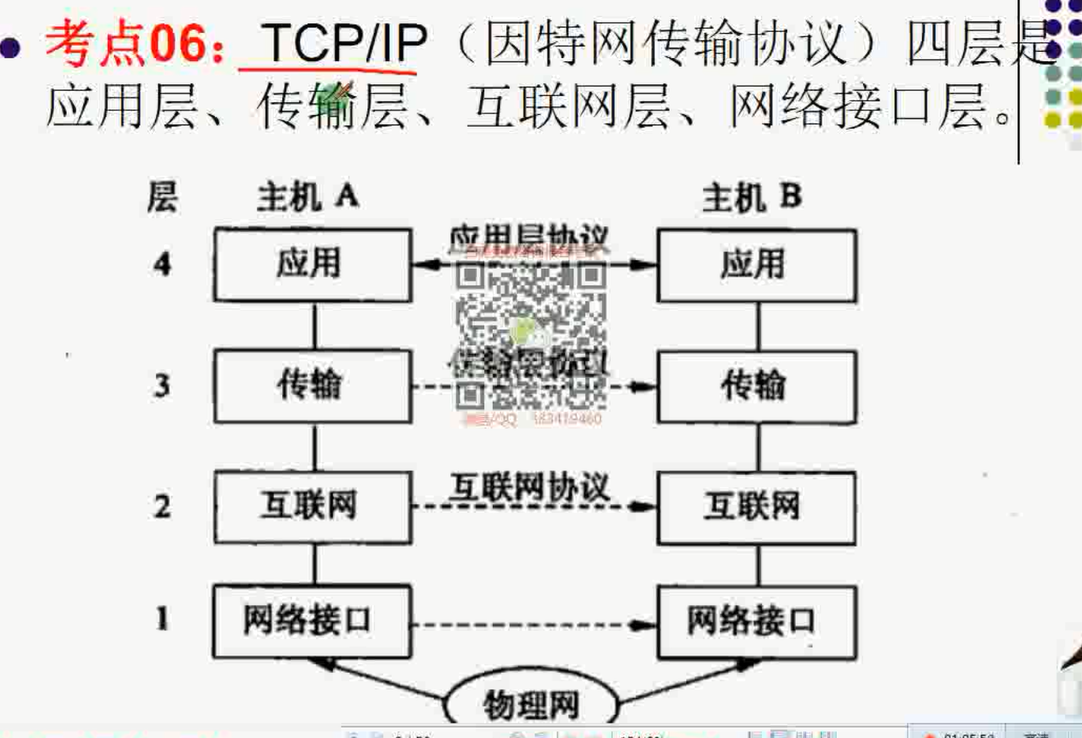 考点06: TCP/IP（因特网传输协议）四层是
应用层、传输层、互联网层、网络接口层。
层 主机 A 主机 B
应用层协议
4 应用 应用
传输层协议
3 传输 传输
互联网协议
2 互联网 互联网
1 网络接口 网络接口
物理网